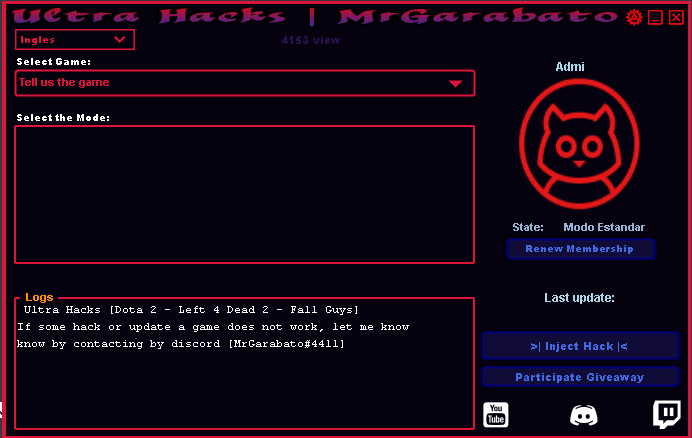 Ultra Hacks | MrGarabato
Ingles
4153 view
Select Game:
Tell us the game
Admi
Select the Mode:
State: Modo Estandar
Renew Membership
Logs
Last update:
Ultra Hacks [Dota 2 - Left 4 Dead 2 - Fall Guys]
If some hack or update a game does not work, let me know
know by contacting by discord [MrGarabato#4411]
>| Inject Hack |<
Participate Giveaway
You
Tube